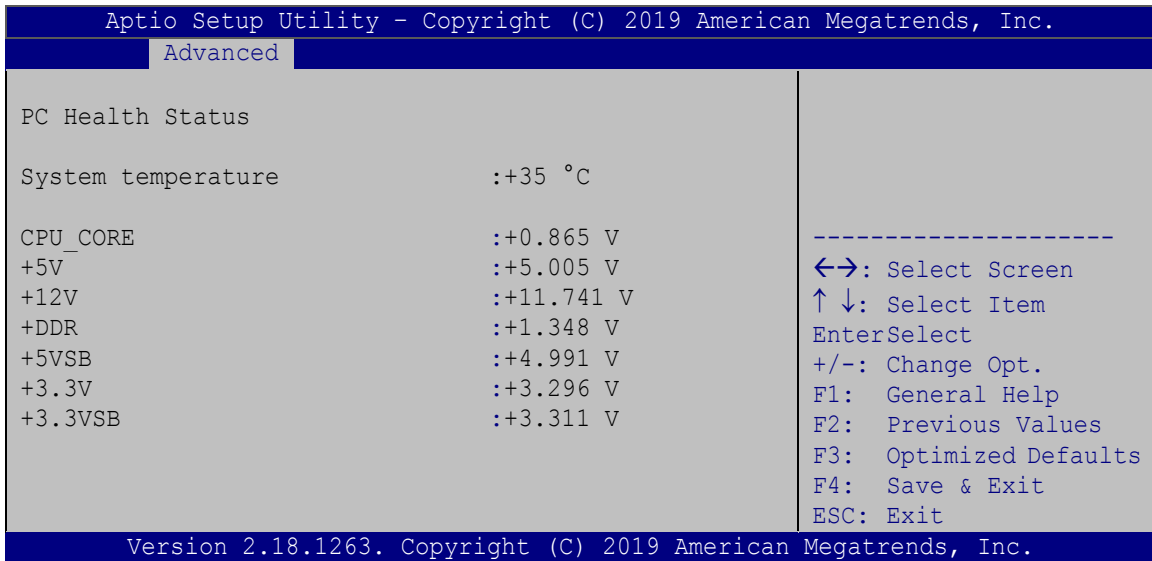 Aptio Setup Utility – Copyright (C) 2019 American Megatrends, Inc.
Advanced
PC Health Status
System temperature :+35 °C
CPU_CORE :+0.865 V
+5V :+5.005 V
+12V :+11.741 V
+DDR :+1.348 V
+5VSB :+4.991 V
+3.3V :+3.296 V
+3.3VSB :+3.311 V
---------------------
←→: Select Screen
↑ ↓: Select Item
EnterSelect
+/-: Change Opt.
F1: General Help
F2: Previous Values
F3: Optimized Defaults
F4: Save & Exit
ESC: Exit
Version 2.18.1263. Copyright (C) 2019 American Megatrends, Inc.